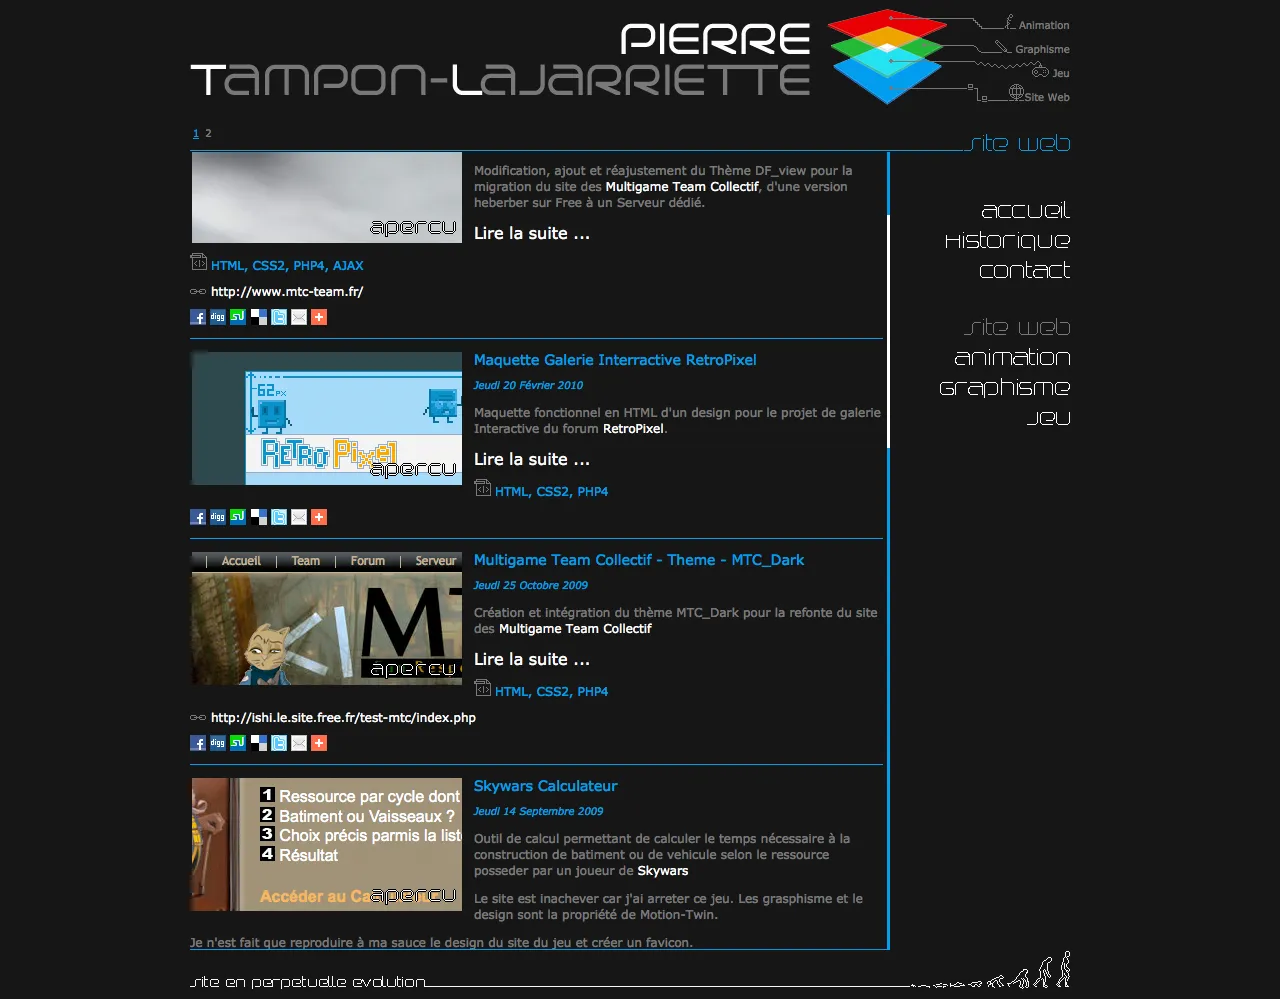 PIERRE
TAMPON-LAJARRIETTE
Animation
Graphisme
Jeu
Site Web
1 2
site web
apercu
Modification, ajout et réajustement du Thème DF_view pour la
migration du site des Multigame Team Collectif, d'une version
heberber sur Free à un Serveur dédié.
Lire la suite ...
HTML, CSS2, PHP4, AJAX
http://www.mtc-team.fr/
digg
accueil
Historique
contact
site web
animation
Graphisme
jeu
62PX
RETRO Pixel
apercu
Maquette Galerie Interractive RetroPixel
Jeudi 20 Février 2010
Maquette fonctionnel en HTML d'un design pour le projet de galerie
Interactive du forum RetroPixel.
Lire la suite ...
HTML, CSS2, PHP4
digg
Accueil | Team | Forum | Serveur
MT
apercu
Multigame Team Collectif - Theme - MTC_Dark
Jeudi 25 Octobre 2009
Création et intégration du thème MTC_Dark pour la refonte du site
des Multigame Team Collectif
Lire la suite ...
HTML, CSS2, PHP4
http://ishi.le.site.free.fr/test-mtc/index.php
digg
1 Ressource par cycle dont
2 Batiment ou Vaisseaux ?
3 Choix précis parmis la liste
4 Résultat
Accéder au Ca
apercu
Skywars Calculateur
Jeudi 14 Septembre 2009
Outil de calcul permettant de calculer le temps nécessaire à la
construction de batiment ou de vehicule selon le ressource
posseder par un joueur de Skywars
Le site est inachever car j'ai arreter ce jeu. Les grasphisme et le
design sont la propriété de Motion-Twin.
Je n'est fait que reproduire à ma sauce le design du site du jeu et créer un favicon.
site en perpetuelle evolution